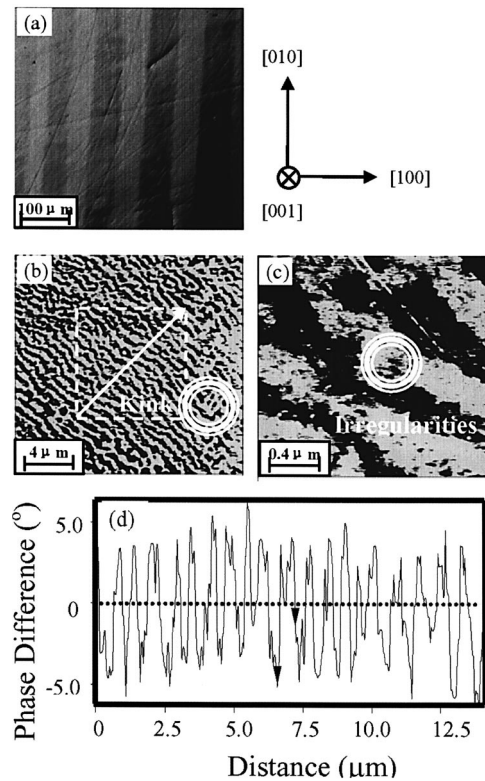 (a)
[010]
[100]
[001]
100 μ m
(b)
(c)
Kink
Irregularities
4 μ m
0.4 μ m
(d)
Phase Difference (°)
5.0
0
-5.0
0
2.5
5.0
7.5
10.0
12.5
Distance (μm)